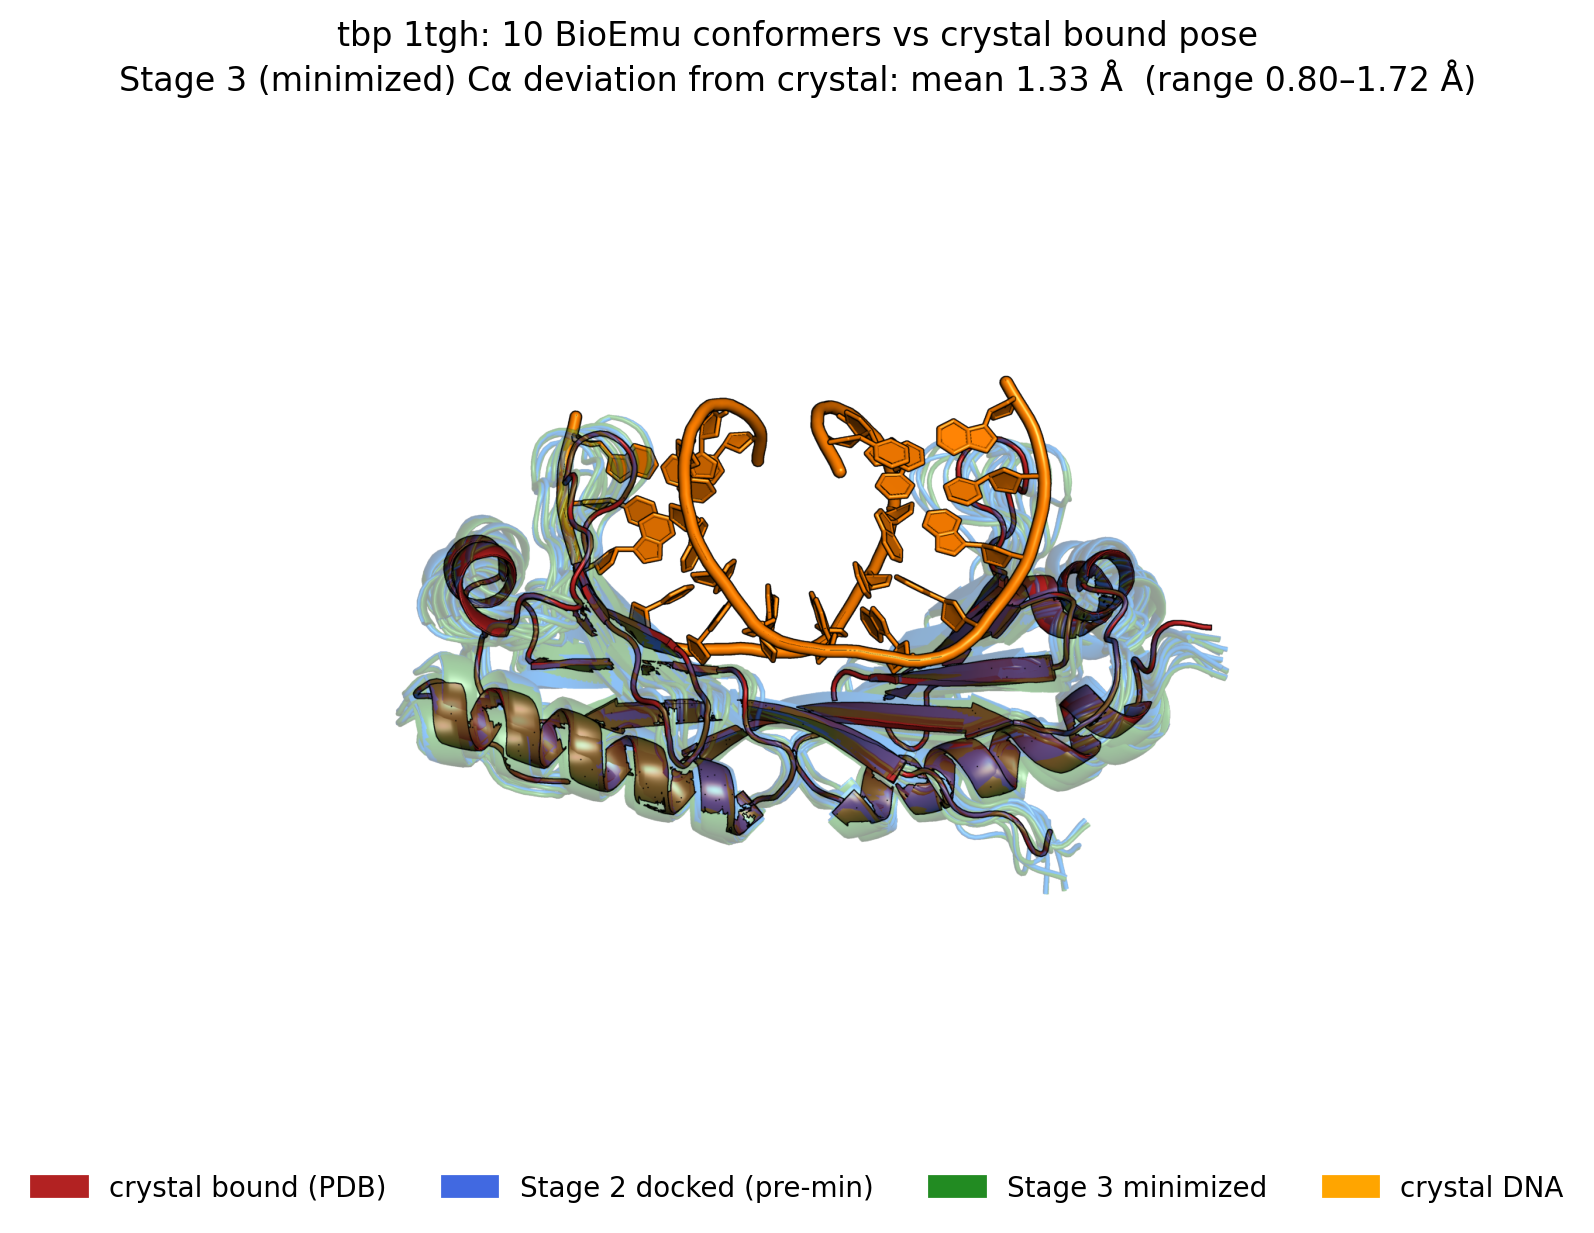 tbp 1tgh: 10 BioEmu conformers vs crystal bound pose
Stage 3 (minimized) Cα deviation from crystal: mean 1.33 Å (range 0.80–1.72 Å)
crystal bound (PDB)
Stage 2 docked (pre-min)
Stage 3 minimized
crystal DNA